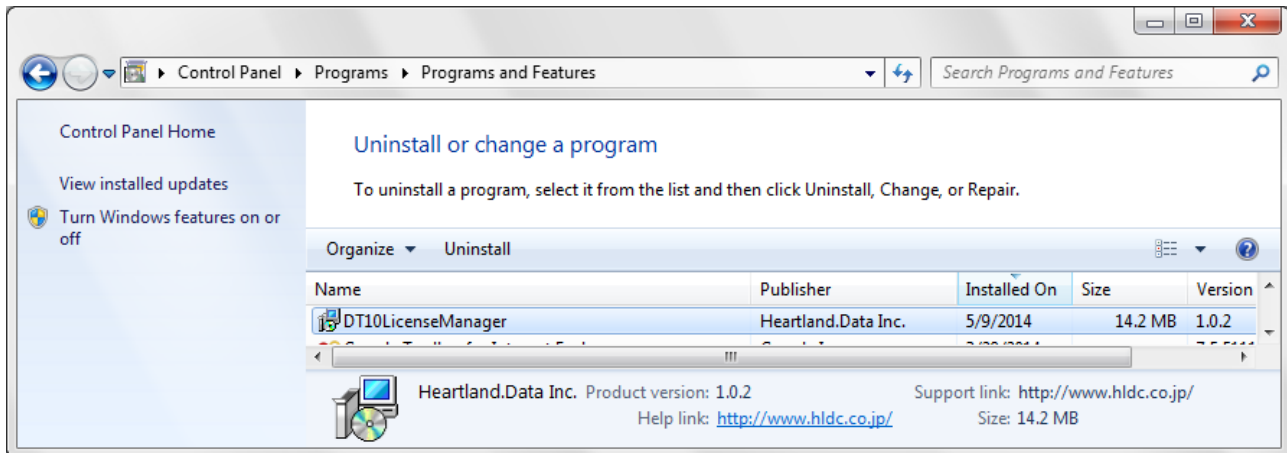 Control Panel Programs Programs and Features Search Programs and Features
Control Panel Home
View installed updates
Turn Windows features on or
off
Uninstall or change a program
To uninstall a program, select it from the list and then click Uninstall, Change, or Repair.
Organize Uninstall
Name Publisher Installed On Size Version
DT10LicenseManager Heartland.Data Inc. 5/9/2014 14.2 MB 1.0.2
Heartland.Data Inc. Product version: 1.0.2 Support link: http://www.hldc.co.jp/
Help link: http://www.hldc.co.jp/ Size: 14.2 MB